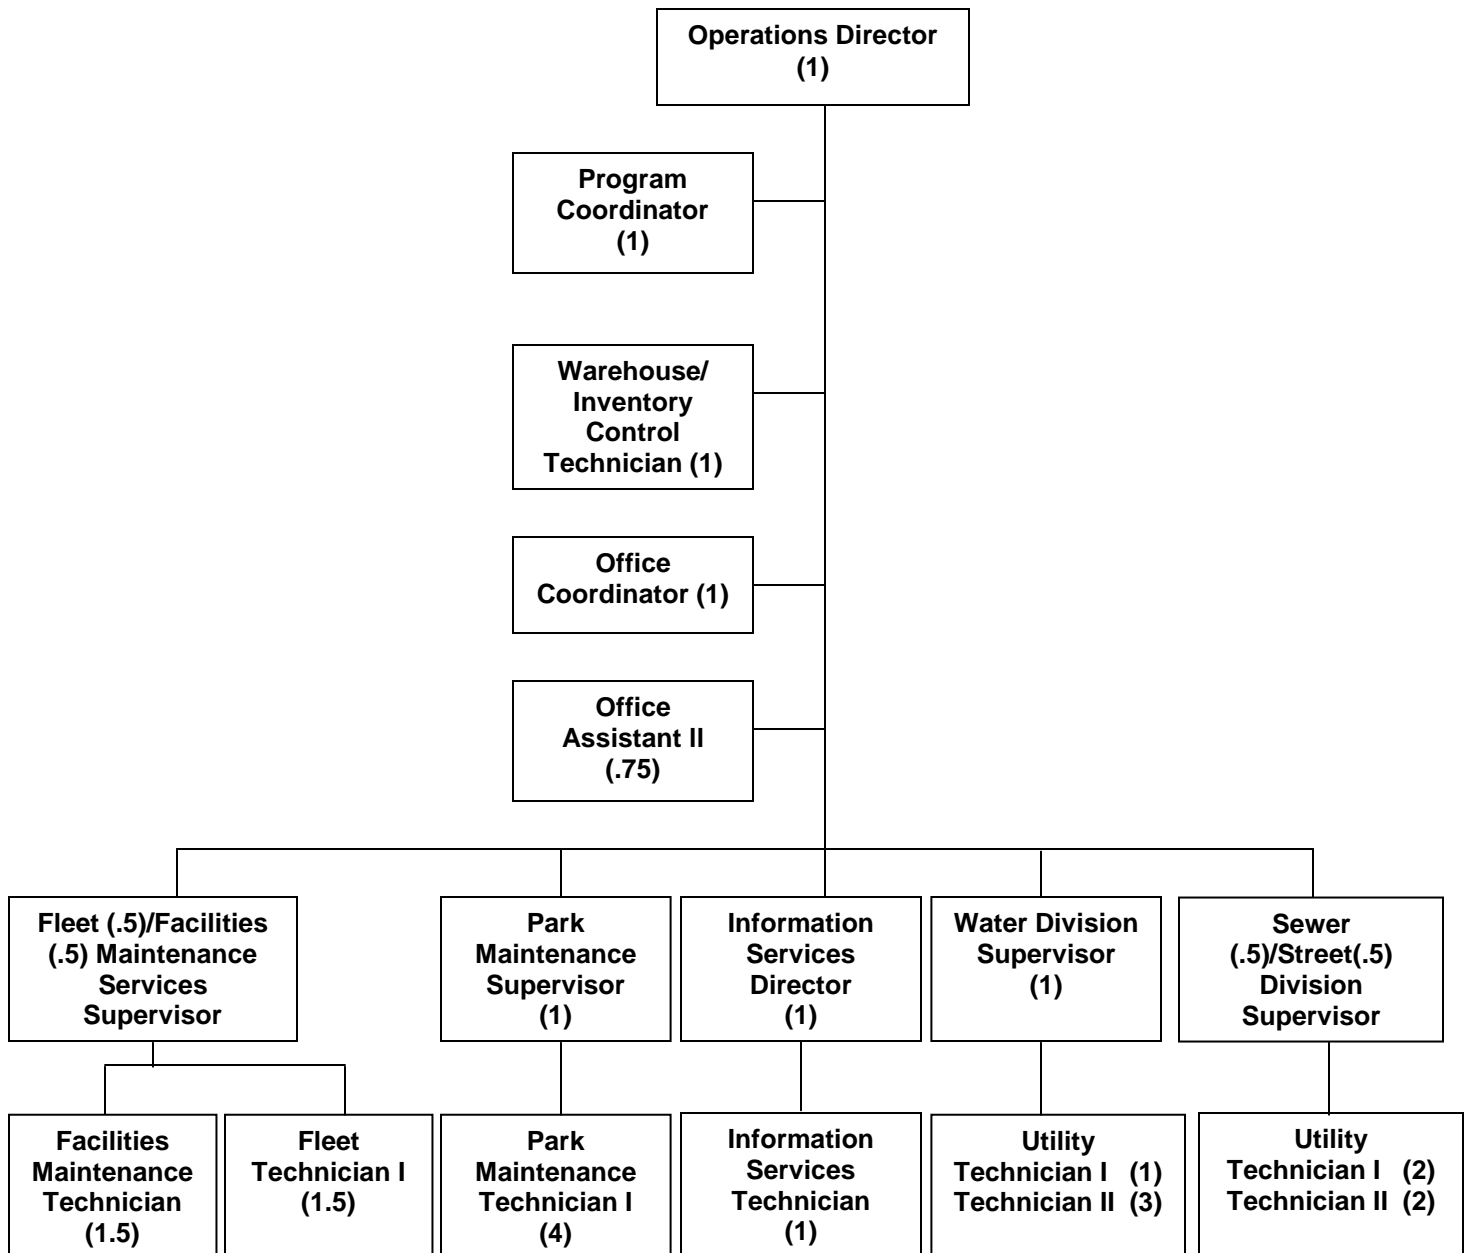 Operations Director
(1)
Program
Coordinator
(1)
Warehouse/
Inventory
Control
Technician (1)
Office
Coordinator (1)
Office
Assistant II
(.75)
Fleet (.5)/Facilities
(.5) Maintenance
Services
Supervisor
Park
Maintenance
Supervisor
(1)
Information
Services
Director
(1)
Water Division
Supervisor
(1)
Sewer
(.5)/Street(.5)
Division
Supervisor
Facilities
Maintenance
Technician
(1.5)
Fleet
Technician I
(1.5)
Park
Maintenance
Technician I
(4)
Information
Services
Technician
(1)
Utility
Technician I (1)
Technician II (3)
Utility
Technician I (2)
Technician II (2)